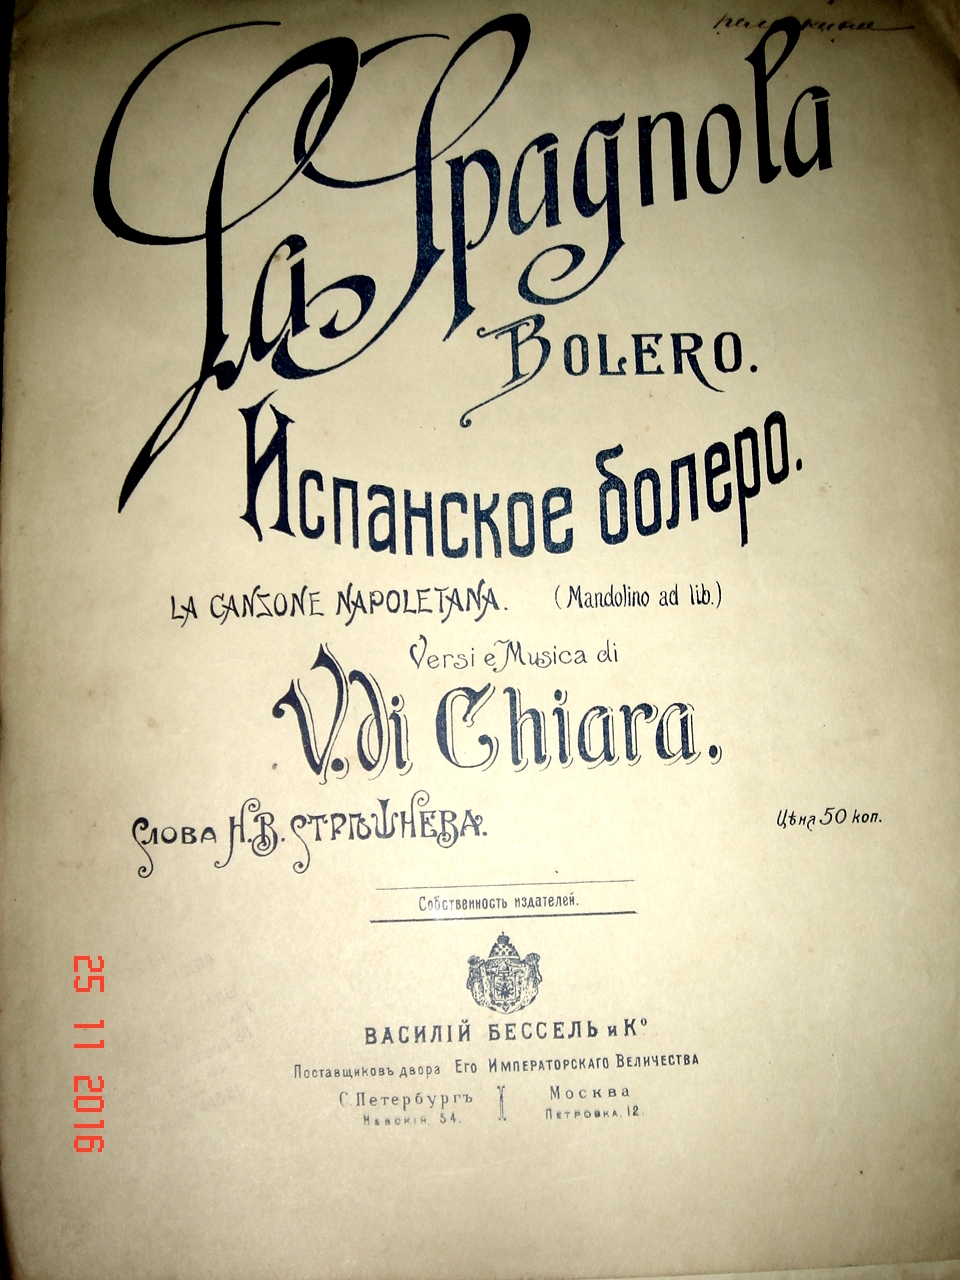 La Spagnola
BOLERO.
Испанское болеро.
LA CANZONE NAPOLETANA. (Mandolino ad lib.)
Versi e Musica di
V. di Chiara.
Слова Н.В. Стрѣшнева.
Цѣна 50 коп.
Собственность издателей.
ВАСИЛІЙ БЕССЕЛЬ и Кº
Поставщиковъ двора Его Императорскаго Величества
С.Петербургъ Москва
Невскій, 54. Петровка, 12.
25 11 2016